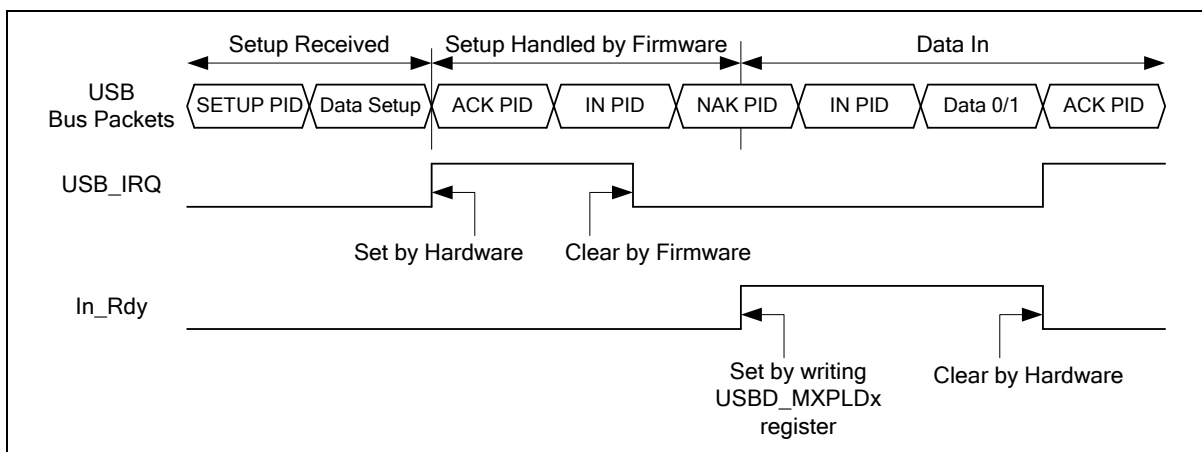 Setup Received
Setup Handled by Firmware
Data In
USB
Bus Packets
SETUP PID
Data Setup
ACK PID
IN PID
NAK PID
IN PID
Data 0/1
ACK PID
USB_IRQ
Set by Hardware
Clear by Firmware
In_Rdy
Set by writing
USBD_MXPLDx
register
Clear by Hardware